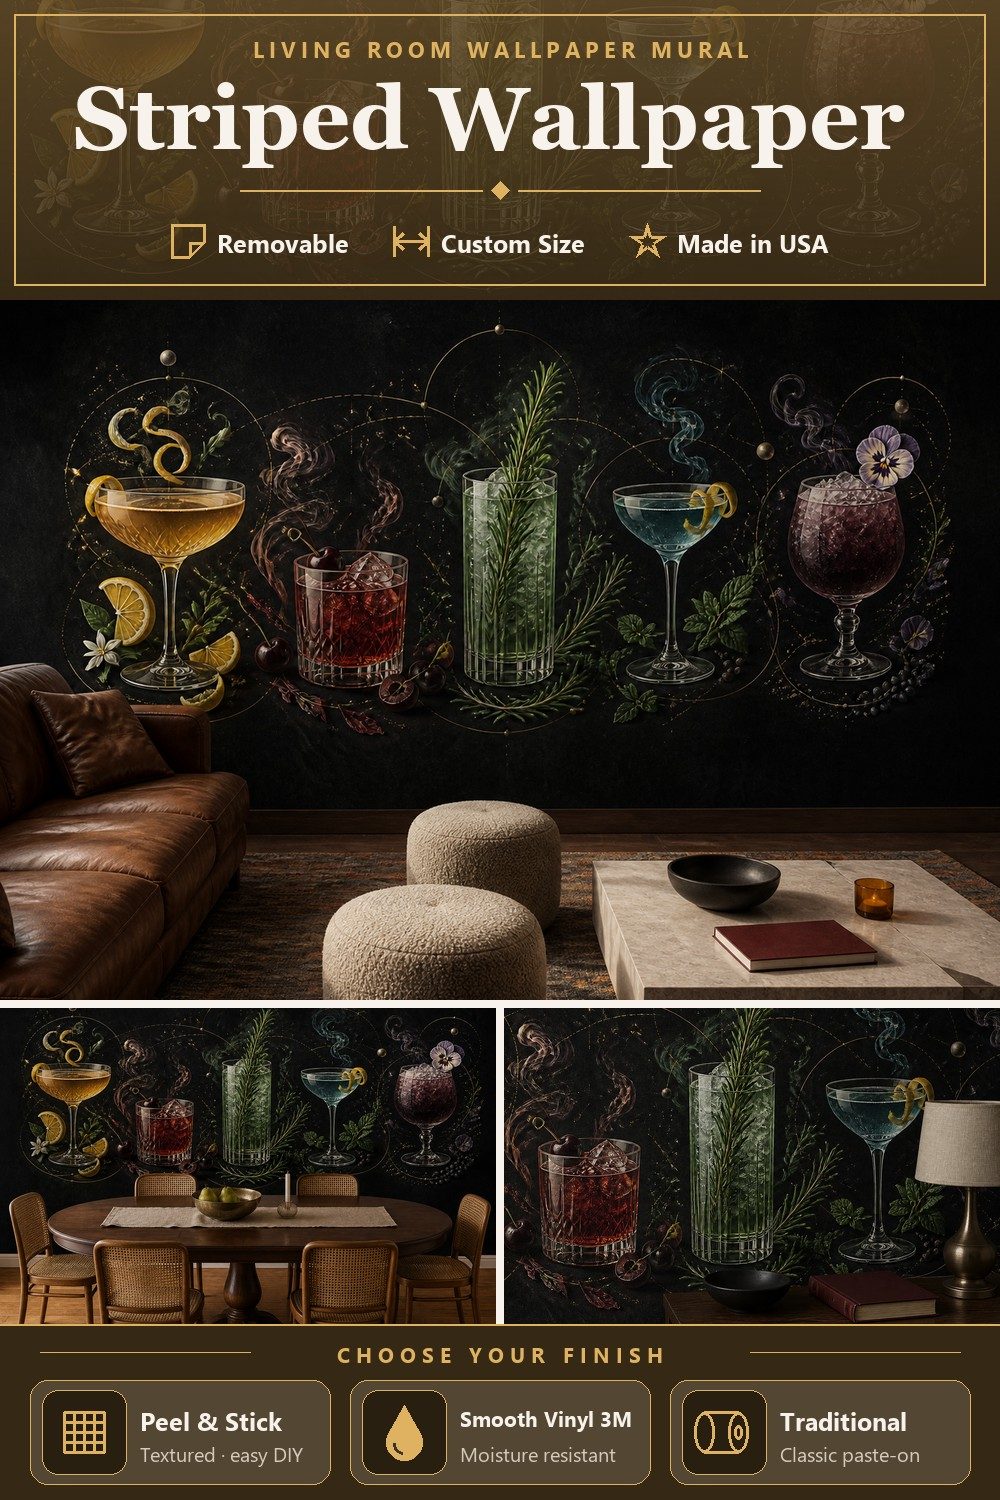 LIVING ROOM WALLPAPER MURAL
Striped Wallpaper
Removable
Custom Size
Made in USA
CHOOSE YOUR FINISH
Peel & Stick
Textured · easy DIY
Smooth Vinyl 3M
Moisture resistant
Traditional
Classic paste-on